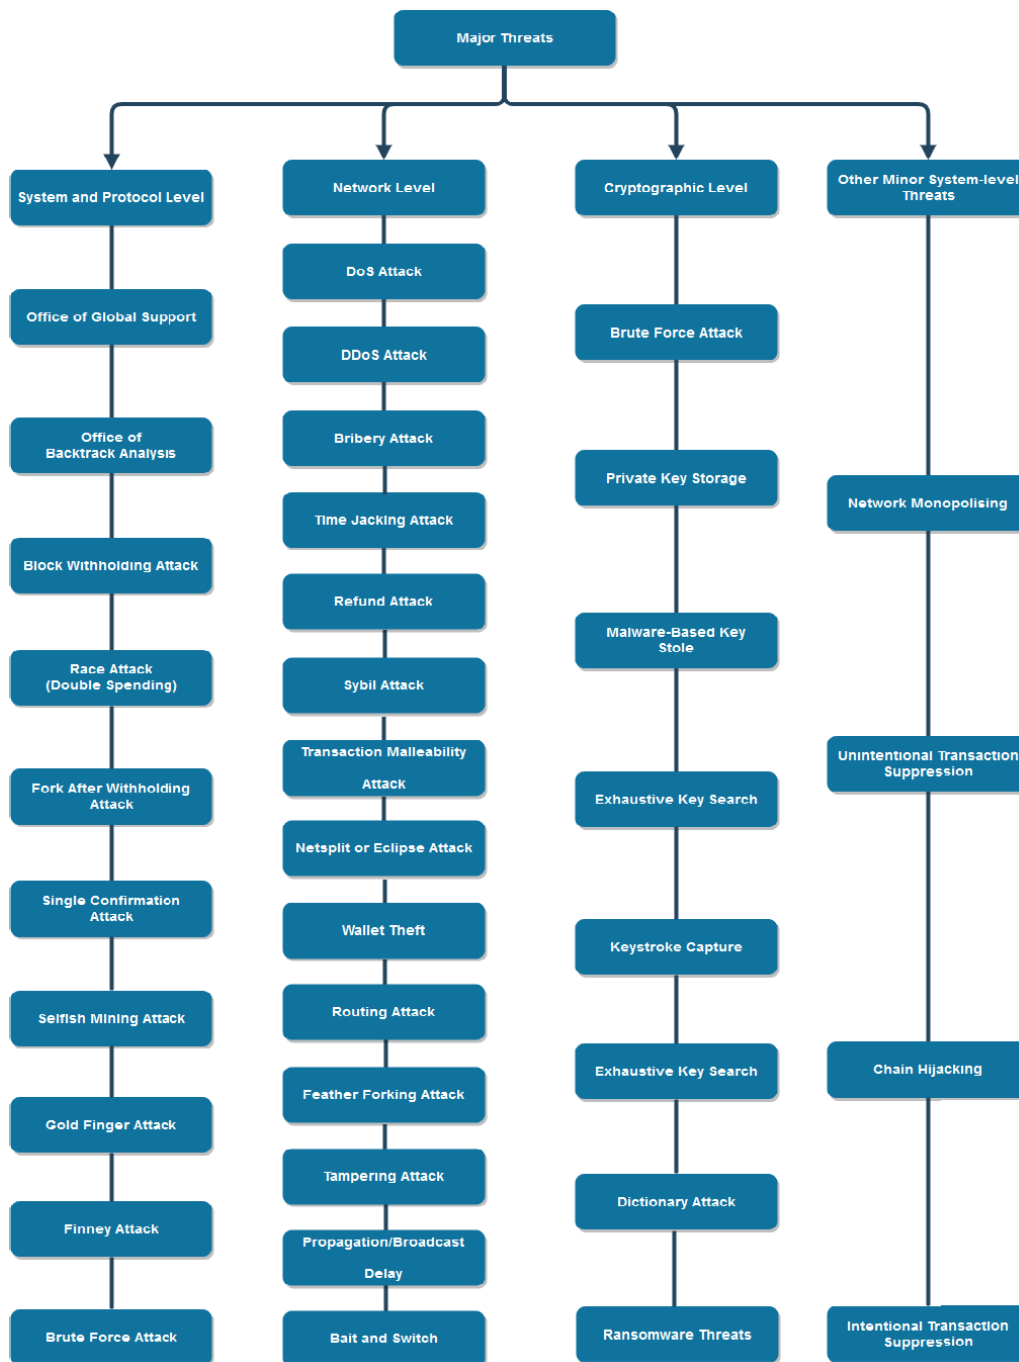 Major Threats
System and Protocol Level
Office of Global Support
Office of
Backtrack Analysis
Block Withholding Attack
Race Attack
(Double Spending)
Fork After Withholding
Attack
Single Confirmation
Attack
Selfish Mining Attack
Gold Finger Attack
Finney Attack
Brute Force Attack
Network Level
DoS Attack
DDoS Attack
Bribery Attack
Time Jacking Attack
Refund Attack
Sybil Attack
Transaction Malleability
Attack
Netsplit or Eclipse Attack
Wallet Theft
Routing Attack
Feather Forking Attack
Tampering Attack
Propagation/Broadcast
Delay
Bait and Switch
Cryptographic Level
Brute Force Attack
Private Key Storage
Malware-Based Key
Stole
Exhaustive Key Search
Keystroke Capture
Exhaustive Key Search
Dictionary Attack
Ransomware Threats
Other Minor System-level
Threats
Network Monopolising
Unintentional Transaction
Suppression
Chain Hijacking
Intentional Transaction
Suppression